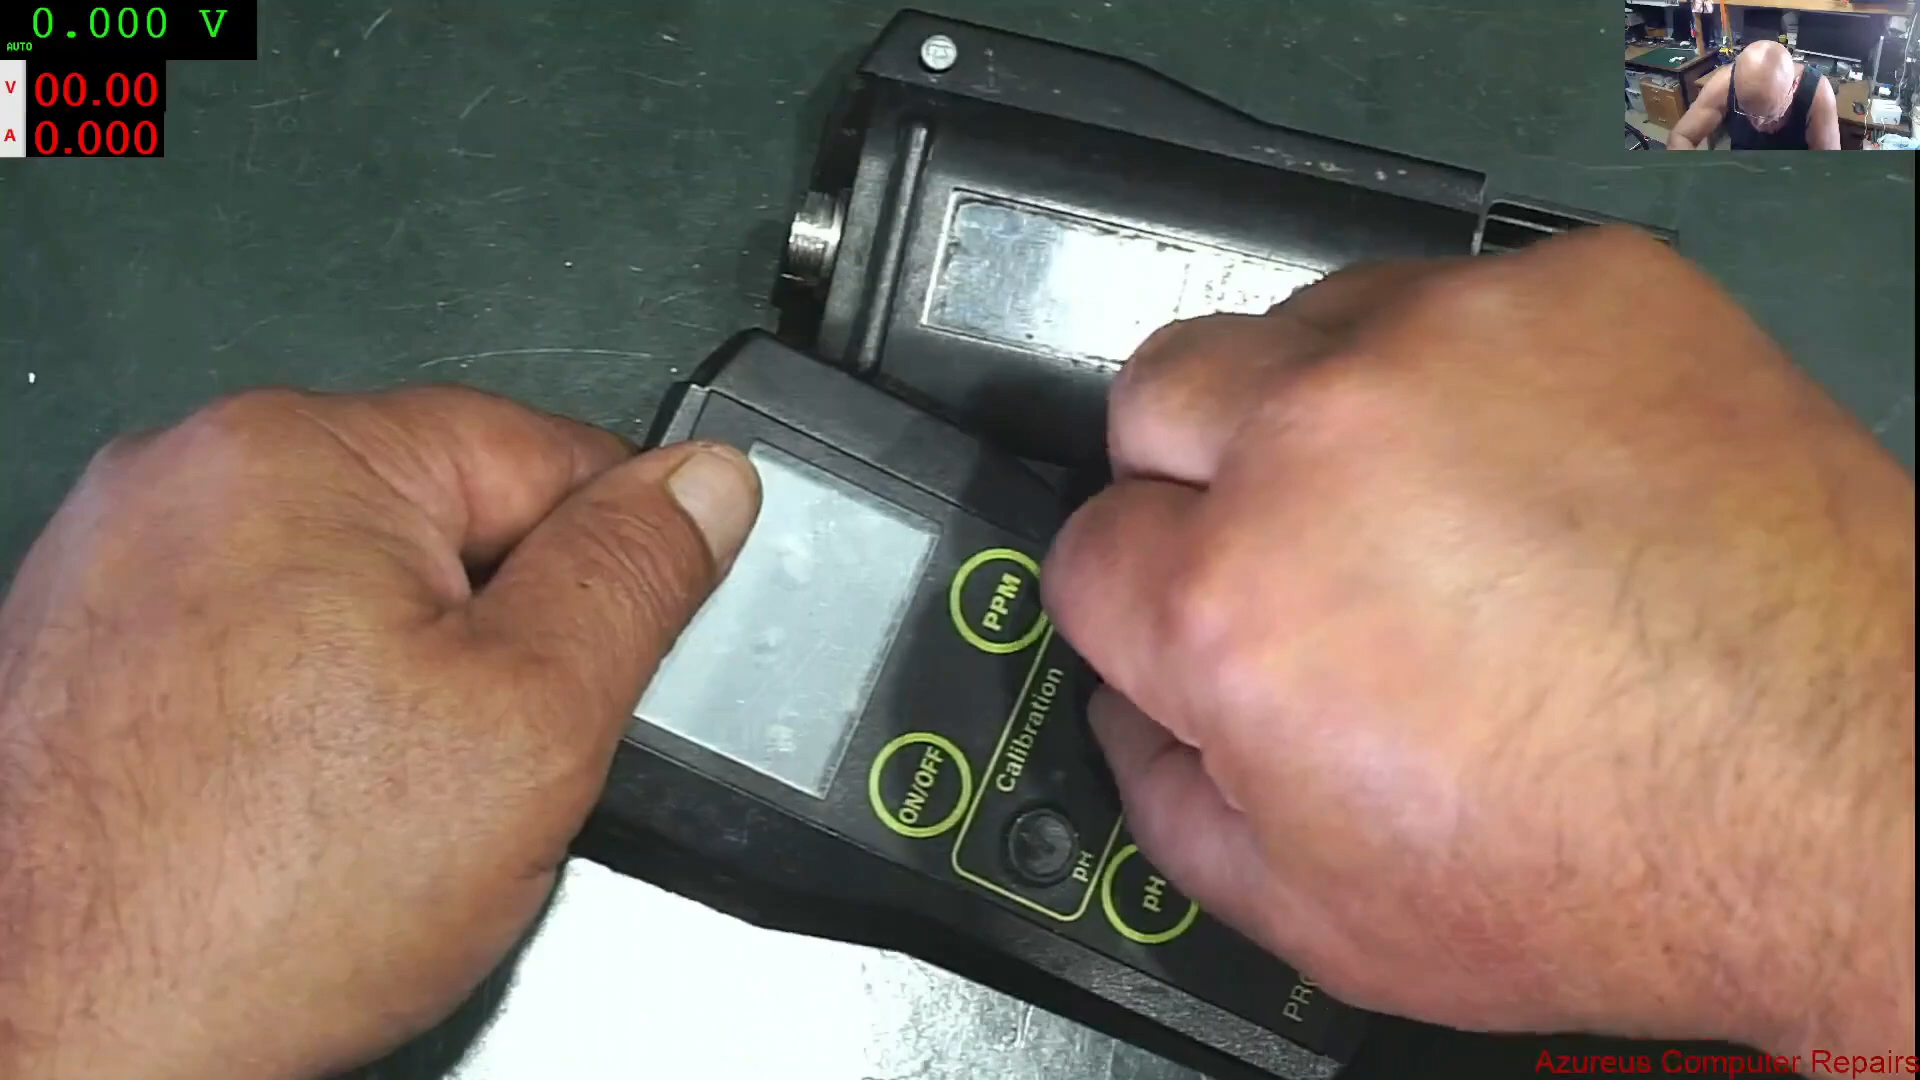 0.000 V
AUTO
V 00.00
A 0.000
PPM
Calibration
ON/OFF
pH
pH
Azureus Computer Repairs